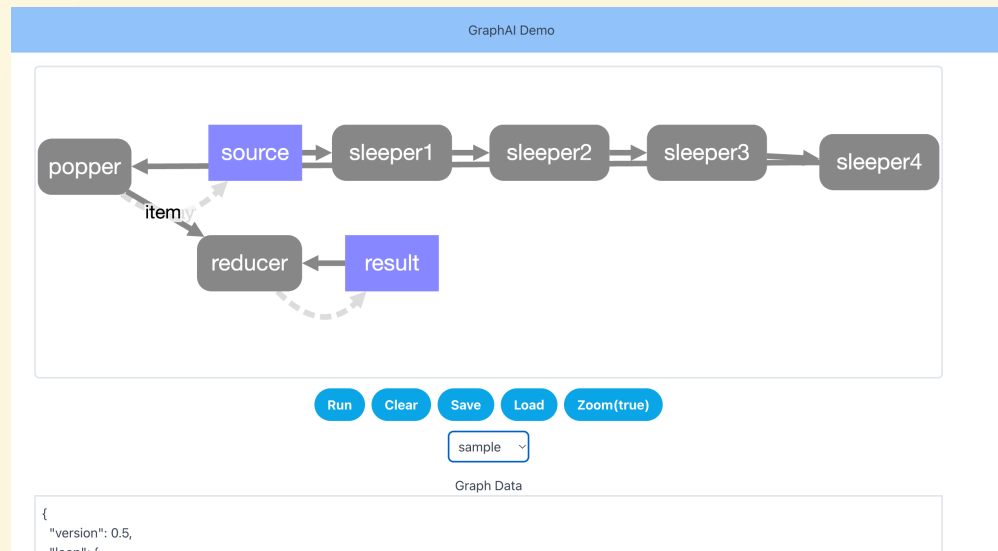 GraphAI Demo
popper
source
sleeper1
sleeper2
sleeper3
sleeper4
item
reducer
result
Run
Clear
Save
Load
Zoom(true)
sample
Graph Data
{
"version": 0.5,
"loop": {